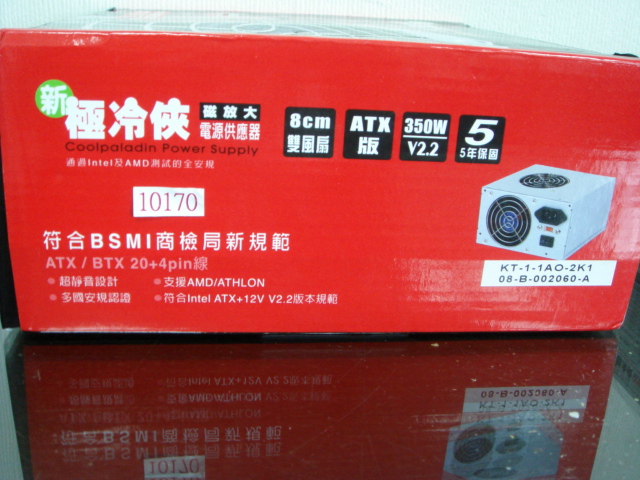 新
極冷俠
磁放大
電源供應器
Coolpaladin Power Supply
通過Intel及AMD測試的全安規
8cm
雙風扇
ATX
版
350W
V2.2
5
5年保固
10170
符合BSMI商檢局新規範
ATX / BTX 20+4pin線
●超靜音設計
●支援AMD/ATHLON
●多國安規認證
●符合Intel ATX+12V V2.2版本規範
KT-1-1AO-2K1
08-B-002060-A